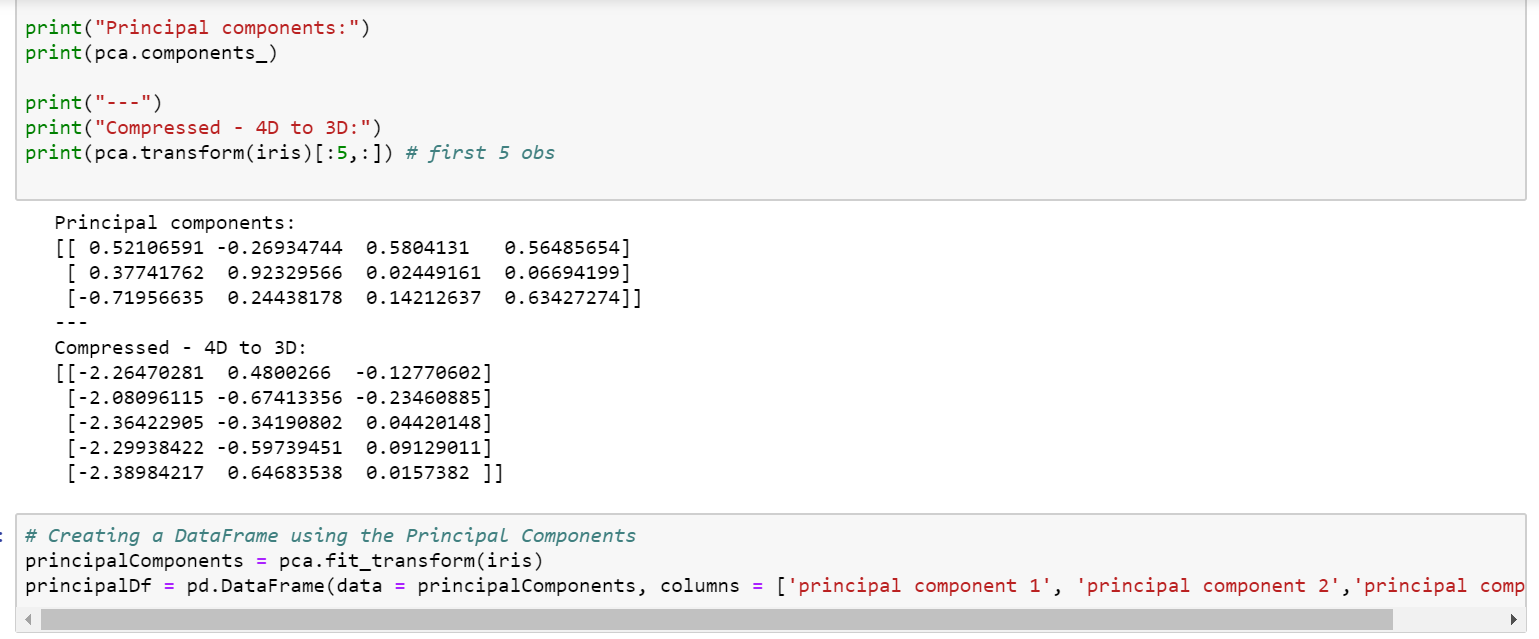 print("Principal components:")
print(pca.components_)
print("---")
print("Compressed - 4D to 3D:")
print(pca.transform(iris)[:5,:]) # first 5 obs
Principal components:
[[ 0.52106591 -0.26934744  0.5804131   0.56485654]
 [ 0.37741762  0.92329566  0.02449161  0.06694199]
 [-0.71956635  0.24438178  0.14212637  0.63427274]]
---
Compressed - 4D to 3D:
[[-2.26470281  0.4800266  -0.12770602]
 [-2.08096115 -0.67413356 -0.23460885]
 [-2.36422905 -0.34190802  0.04420148]
 [-2.29938422 -0.59739451  0.09129011]
 [-2.38984217  0.64683538  0.0157382 ]]
:
# Creating a DataFrame using the Principal Components
principalComponents = pca.fit_transform(iris)
principalDf = pd.DataFrame(data = principalComponents, columns = ['principal component 1', 'principal component 2','principal comp